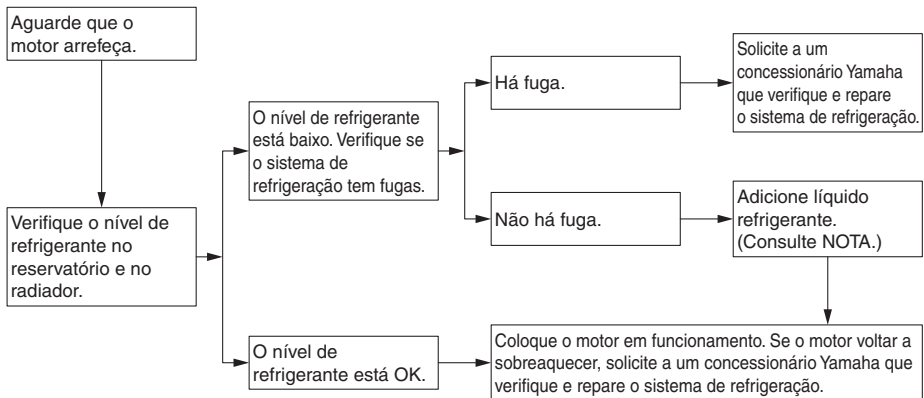 Aguarde que o
motor arrefeça.
Verifique o nível de
refrigerante no
reservatório e no
radiador.
O nível de refrigerante
está baixo. Verifique se
o sistema de
refrigeração tem fugas.
Há fuga.
Solicite a um
concessionário Yamaha
que verifique e repare
o sistema de refrigeração.
Não há fuga.
Adicione líquido
refrigerante.
(Consulte NOTA.)
O nível de
refrigerante está OK.
Coloque o motor em funcionamento. Se o motor voltar a
sobreaquecer, solicite a um concessionário Yamaha que
verifique e repare o sistema de refrigeração.